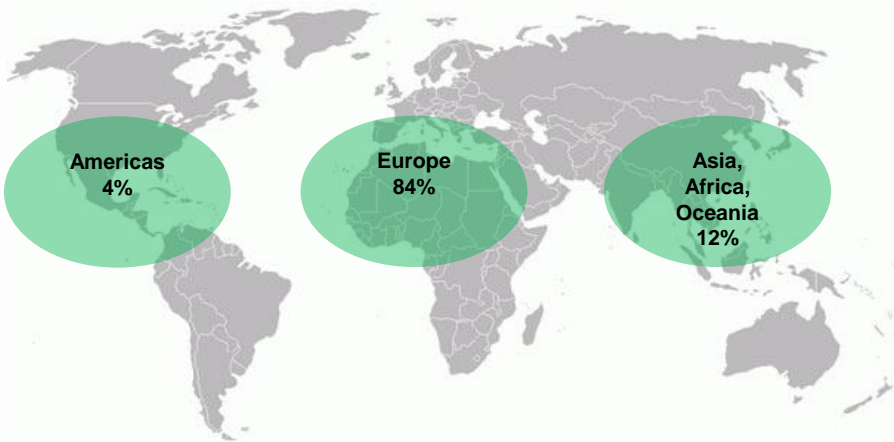 Americas
4%
Europe
84%
Asia,
Africa,
Oceania
12%